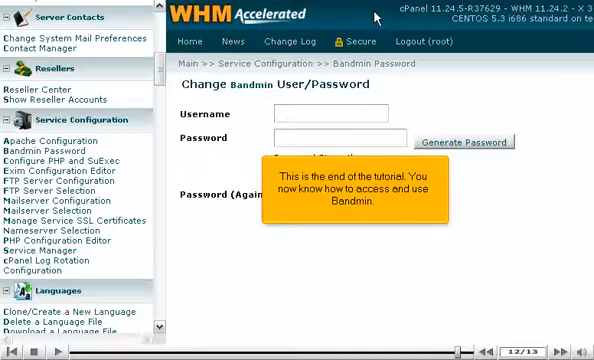 Server Contacts
Change System Mail Preferences
Contact Manager
Resellers
Reseller Center
Show Reseller Accounts
Service Configuration
Apache Configuration
Bandmin Password
Configure PHP and SuExec
Exim Configuration Editor
FTP Server Configuration
FTP Server Selection
Mailserver Configuration
Mailserver Selection
Manage Service SSL Certificates
Nameserver Selection
PHP Configuration Editor
Service Manager
cPanel Log Rotation
Configuration
Languages
Clone/Create a New Language
Delete a Language File
Download a Language File
WHM Accelerated
cPanel 11.24.5-R37629 - WHM 11.24.2 - X 3
CENTOS 5.3 i686 standard on te
Home News Change Log Secure Logout (root)
Main >> Service Configuration >> Bandmin Password
Change Bandmin User/Password
Username
Password
Generate Password
Password (Again
This is the end of the tutorial. You
now know how to access and use
Bandmin.
12/13